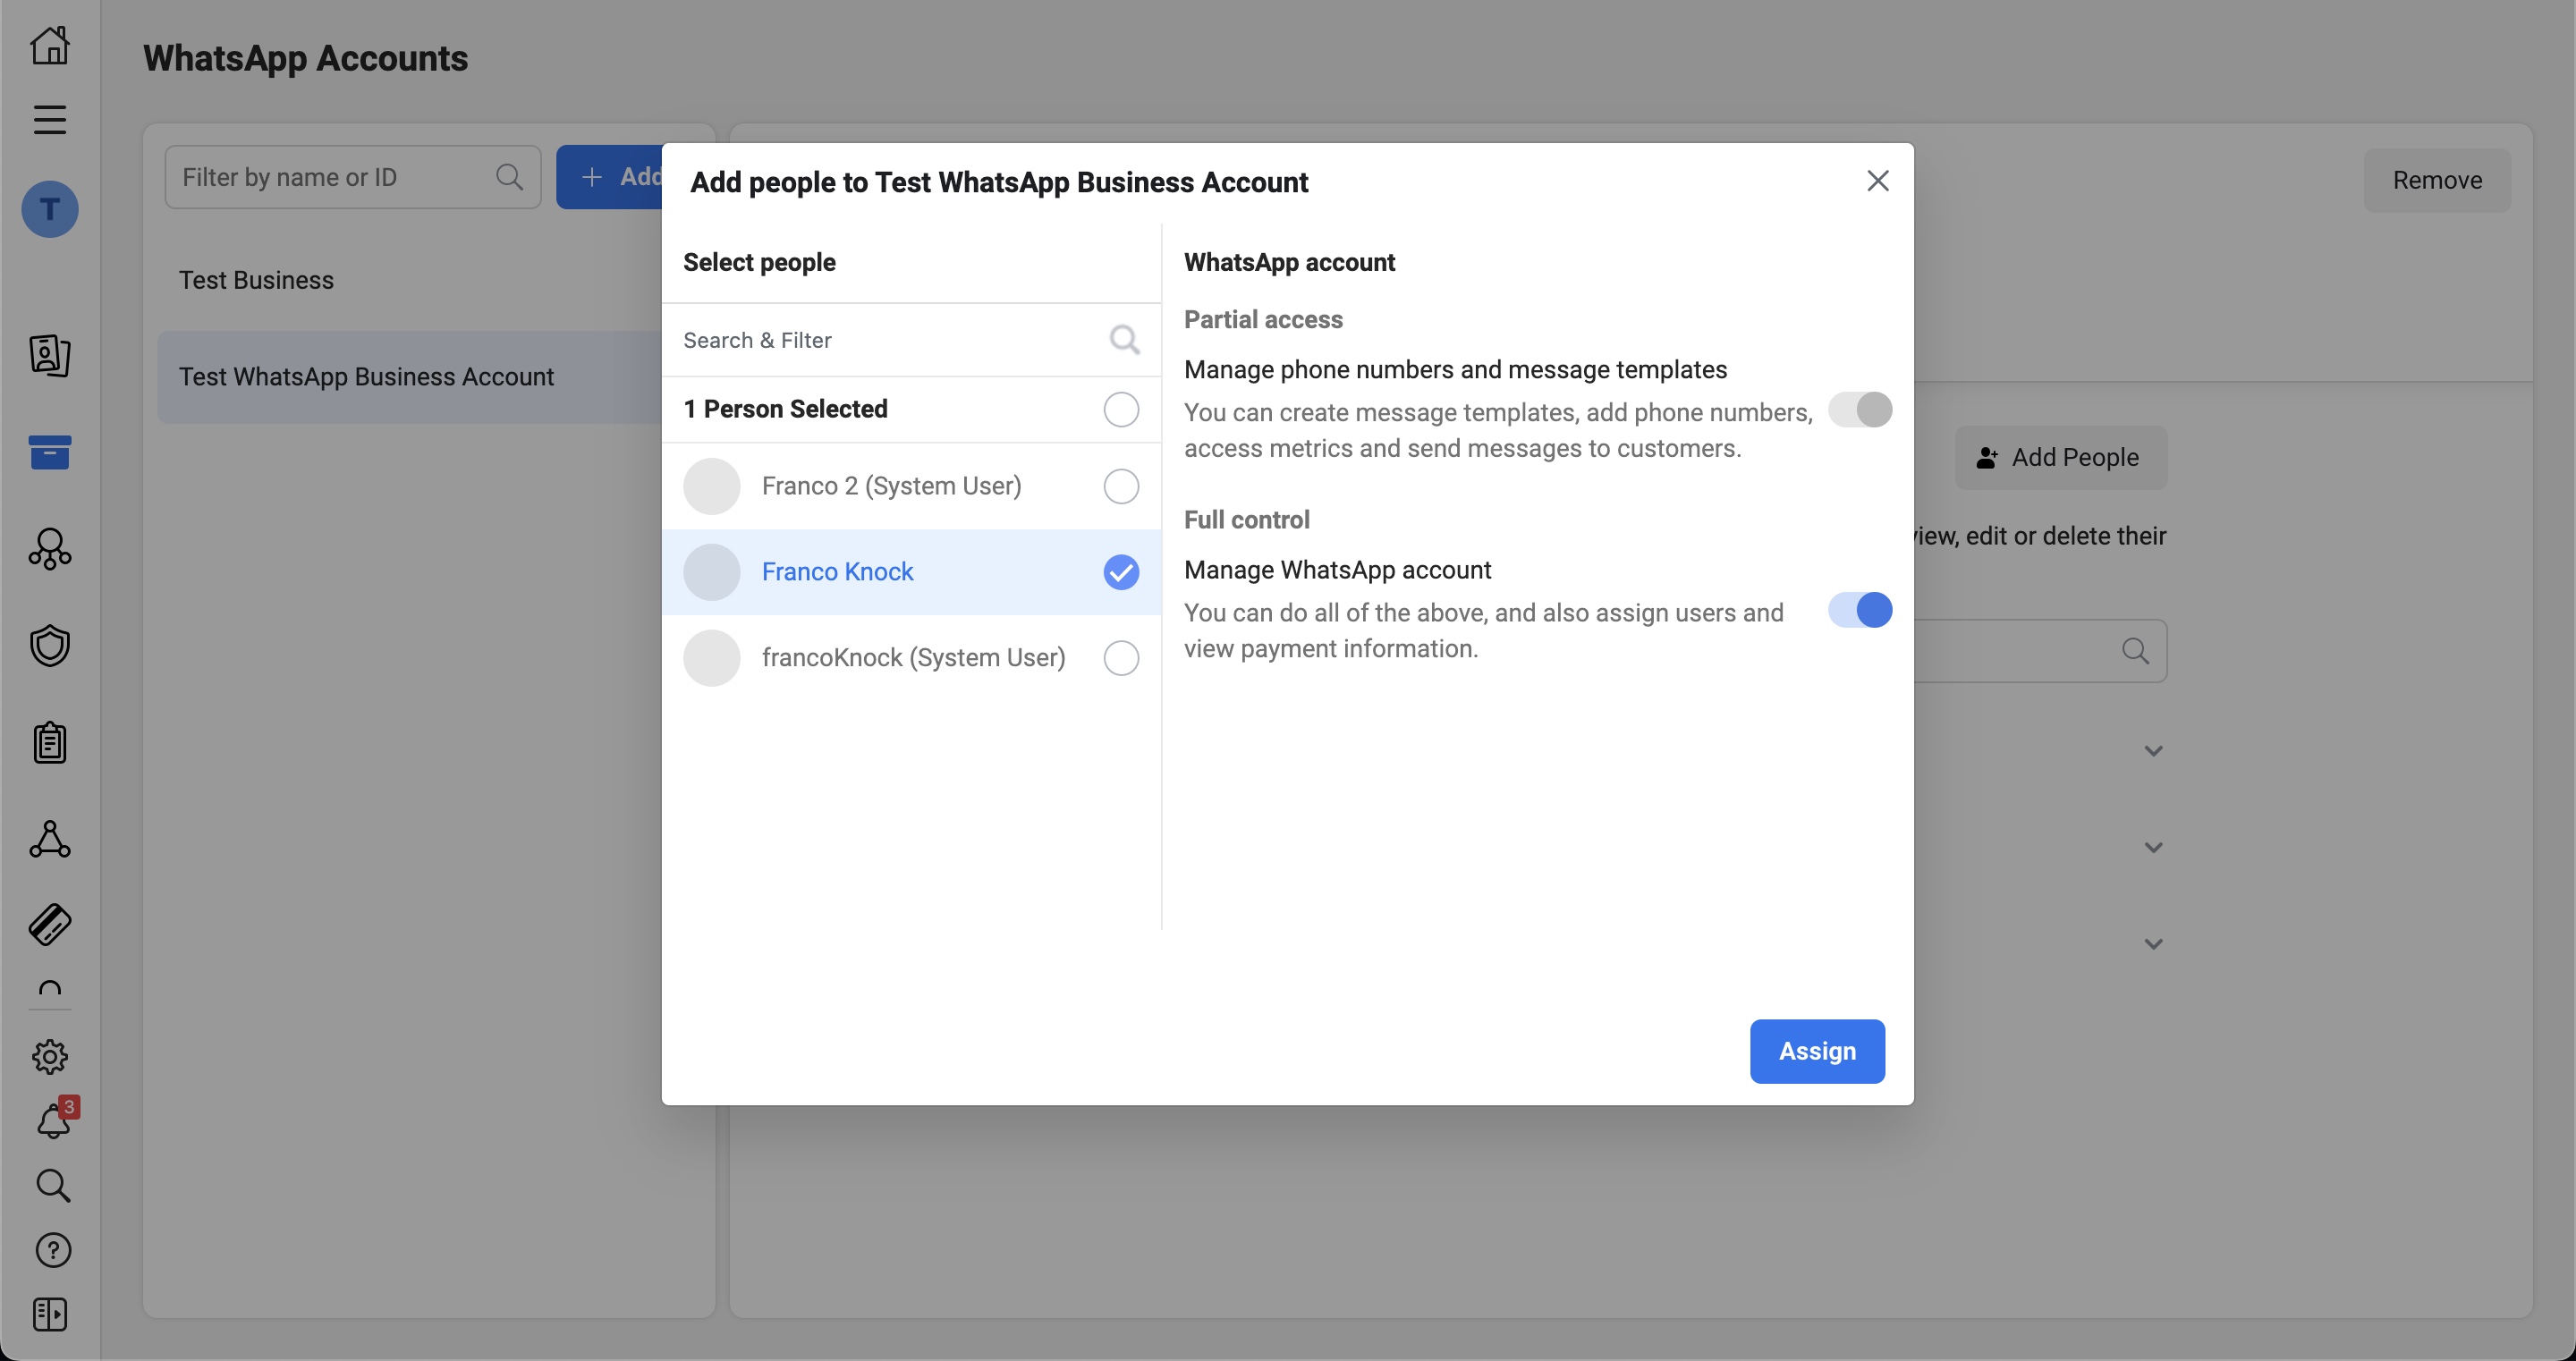 WhatsApp Accounts
T
Filter by name or ID
+ Add
Test Business
Test WhatsApp Business Account
Remove
Add People
view, edit or delete their
3
Add people to Test WhatsApp Business Account
Select people
Search & Filter
1 Person Selected
Franco 2 (System User)
Franco Knock
francoKnock (System User)
WhatsApp account
Partial access
Manage phone numbers and message templates
You can create message templates, add phone numbers,
access metrics and send messages to customers.
Full control
Manage WhatsApp account
You can do all of the above, and also assign users and
view payment information.
Assign